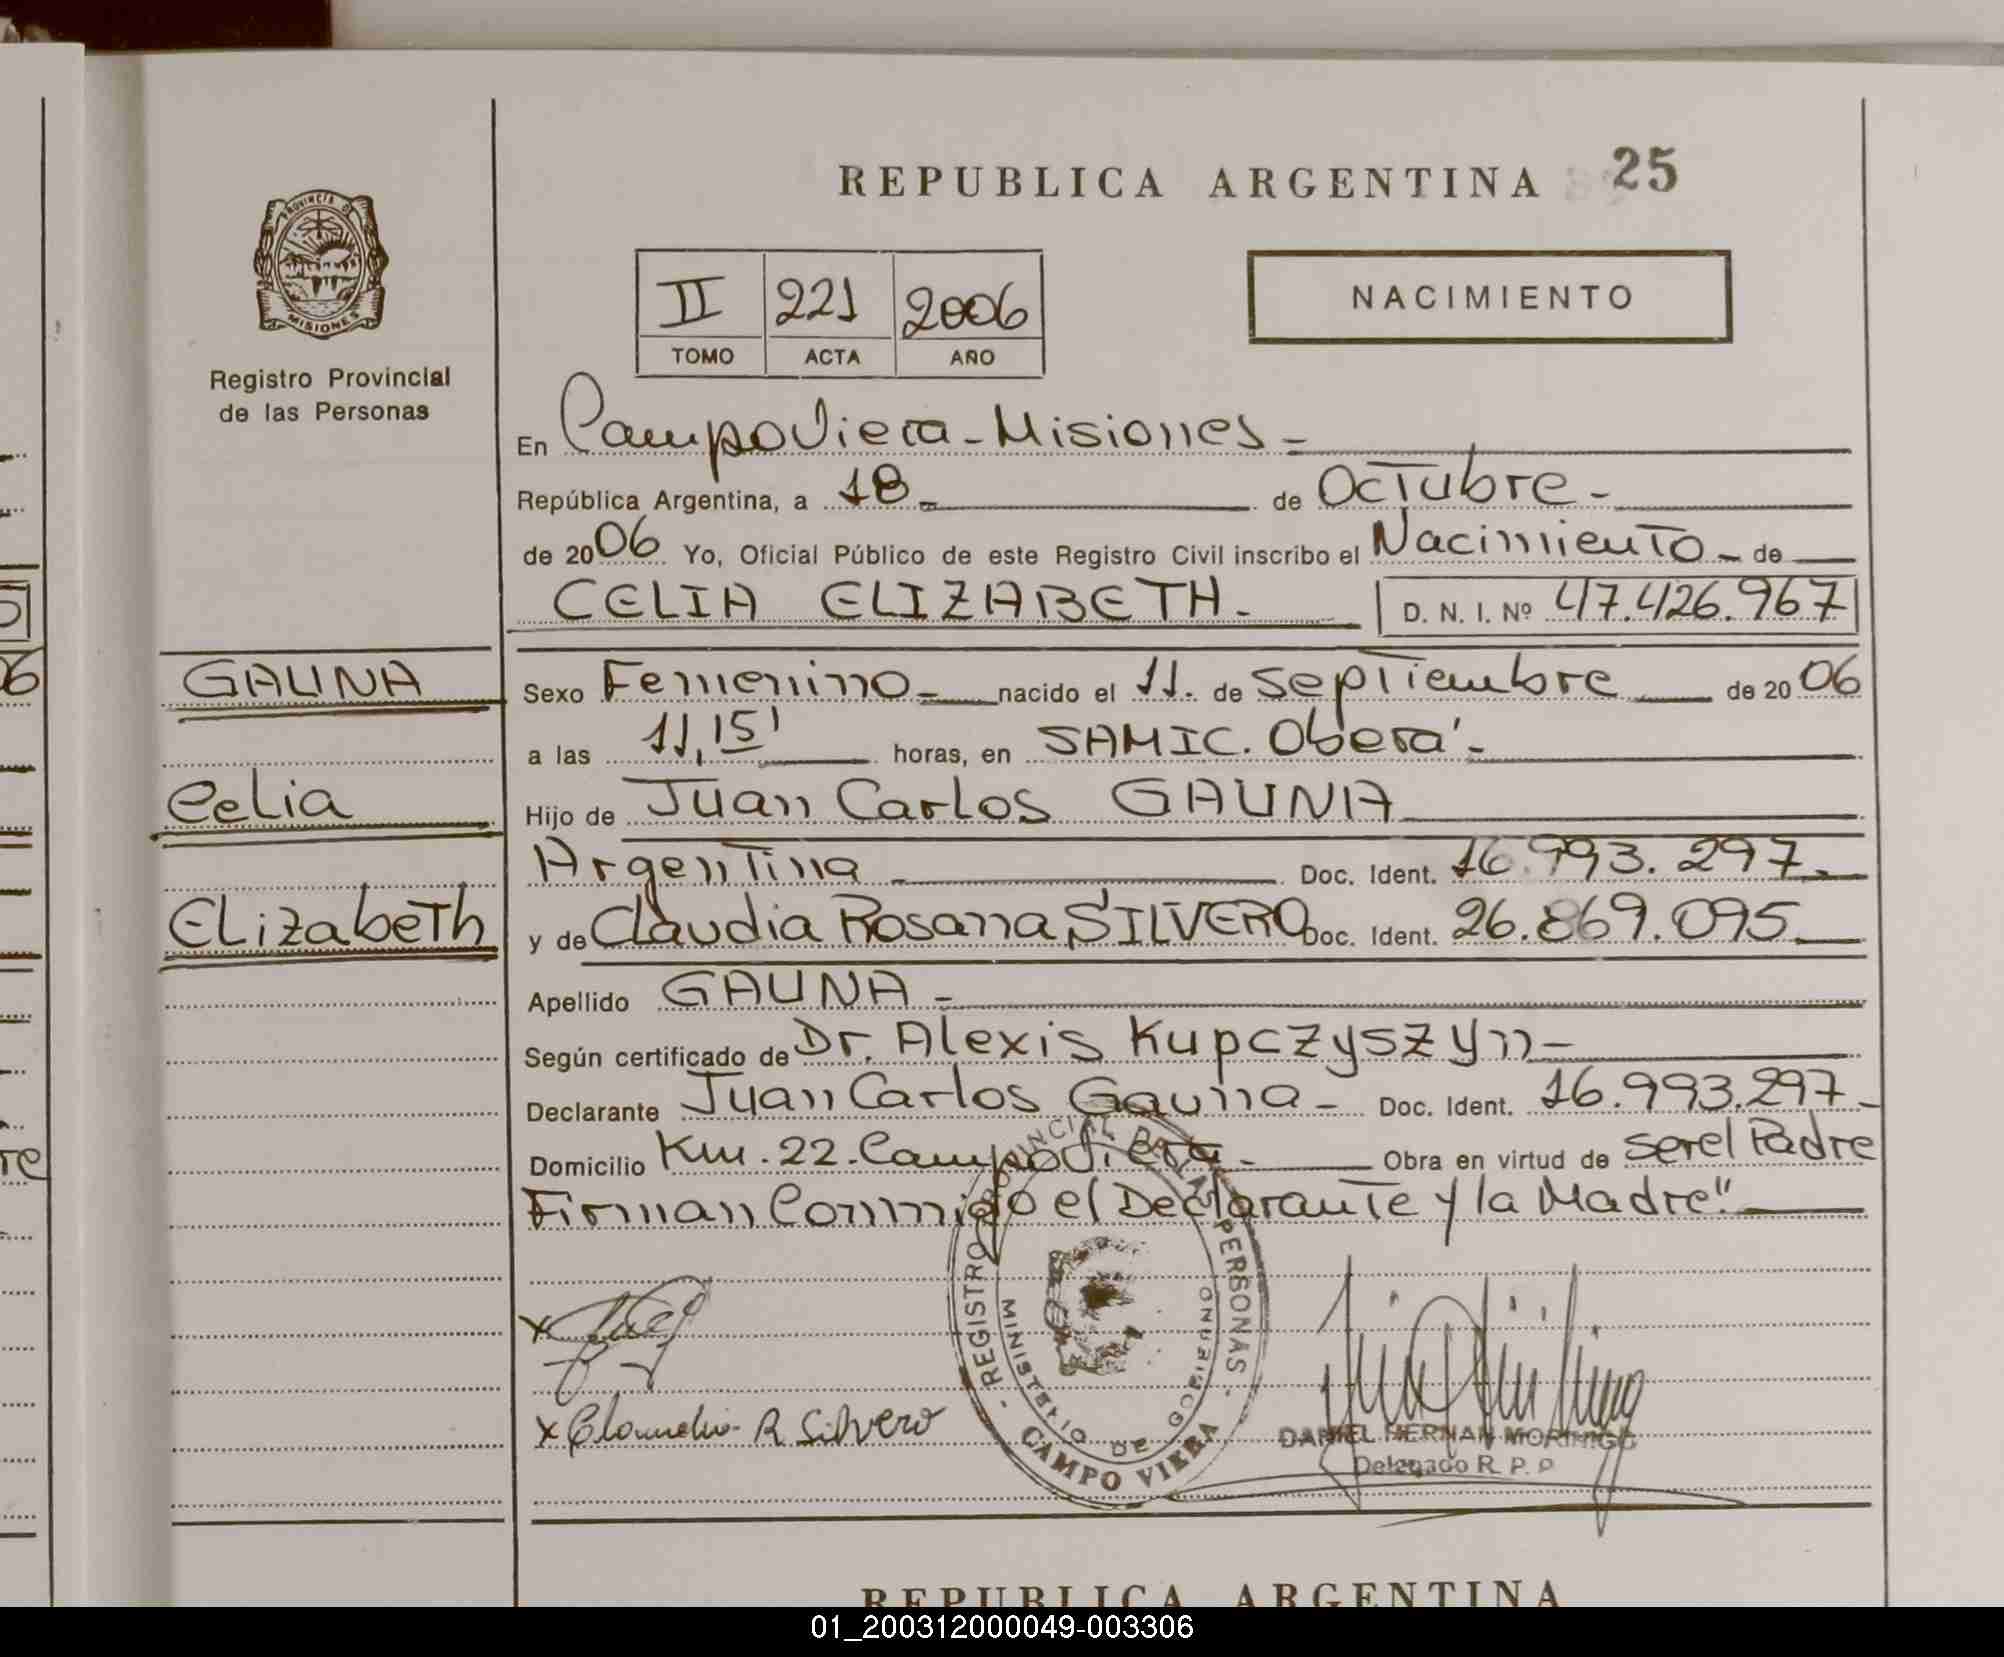 REPUBLICA ARGENTINA 25
PROVINCIA DE
MISIONES
Registro Provincial
de las Personas
II 221 2006
TOMO ACTA AÑO
NACIMIENTO
En CampoViera - Misiones -
República Argentina, a 18 - de Octubre -
de 2006 Yo, Oficial Público de este Registro Civil inscribo el Nacimiento - de
CELIA ELIZABETH - D. N. I. Nº 47.426.967
GAUNA
Celia
Elizabeth
Sexo Femenino - nacido el 11. de septiembre de 2006
a las 11,15' horas, en SAMIC. Oberá -
Hijo de Juan Carlos GAUNA
Argentina Doc. Ident. 16.993.297 -
y de Claudia Rosana SILVERO Doc. Ident. 26.869.095
Apellido GAUNA -
Según certificado de Dr. Alexis Kupczyszyn -
Declarante Juan Carlos Gauna - Doc. Ident. 16.993.297 -
Domicilio Km. 22. CampoViera - Obra en virtud de ser el Padre
Firman Conmigo el Declarante y la Madre"
REGISTRO PROVINCIAL DE LAS PERSONAS
MINISTERIO DE GOBIERNO
CAMPO VIERA
x
x Claudia R Silvero
DANIEL HERNAN MORINIGO
Delegado R. P. P.
REPUBLICA ARGENTINA
01_200312000049-003306